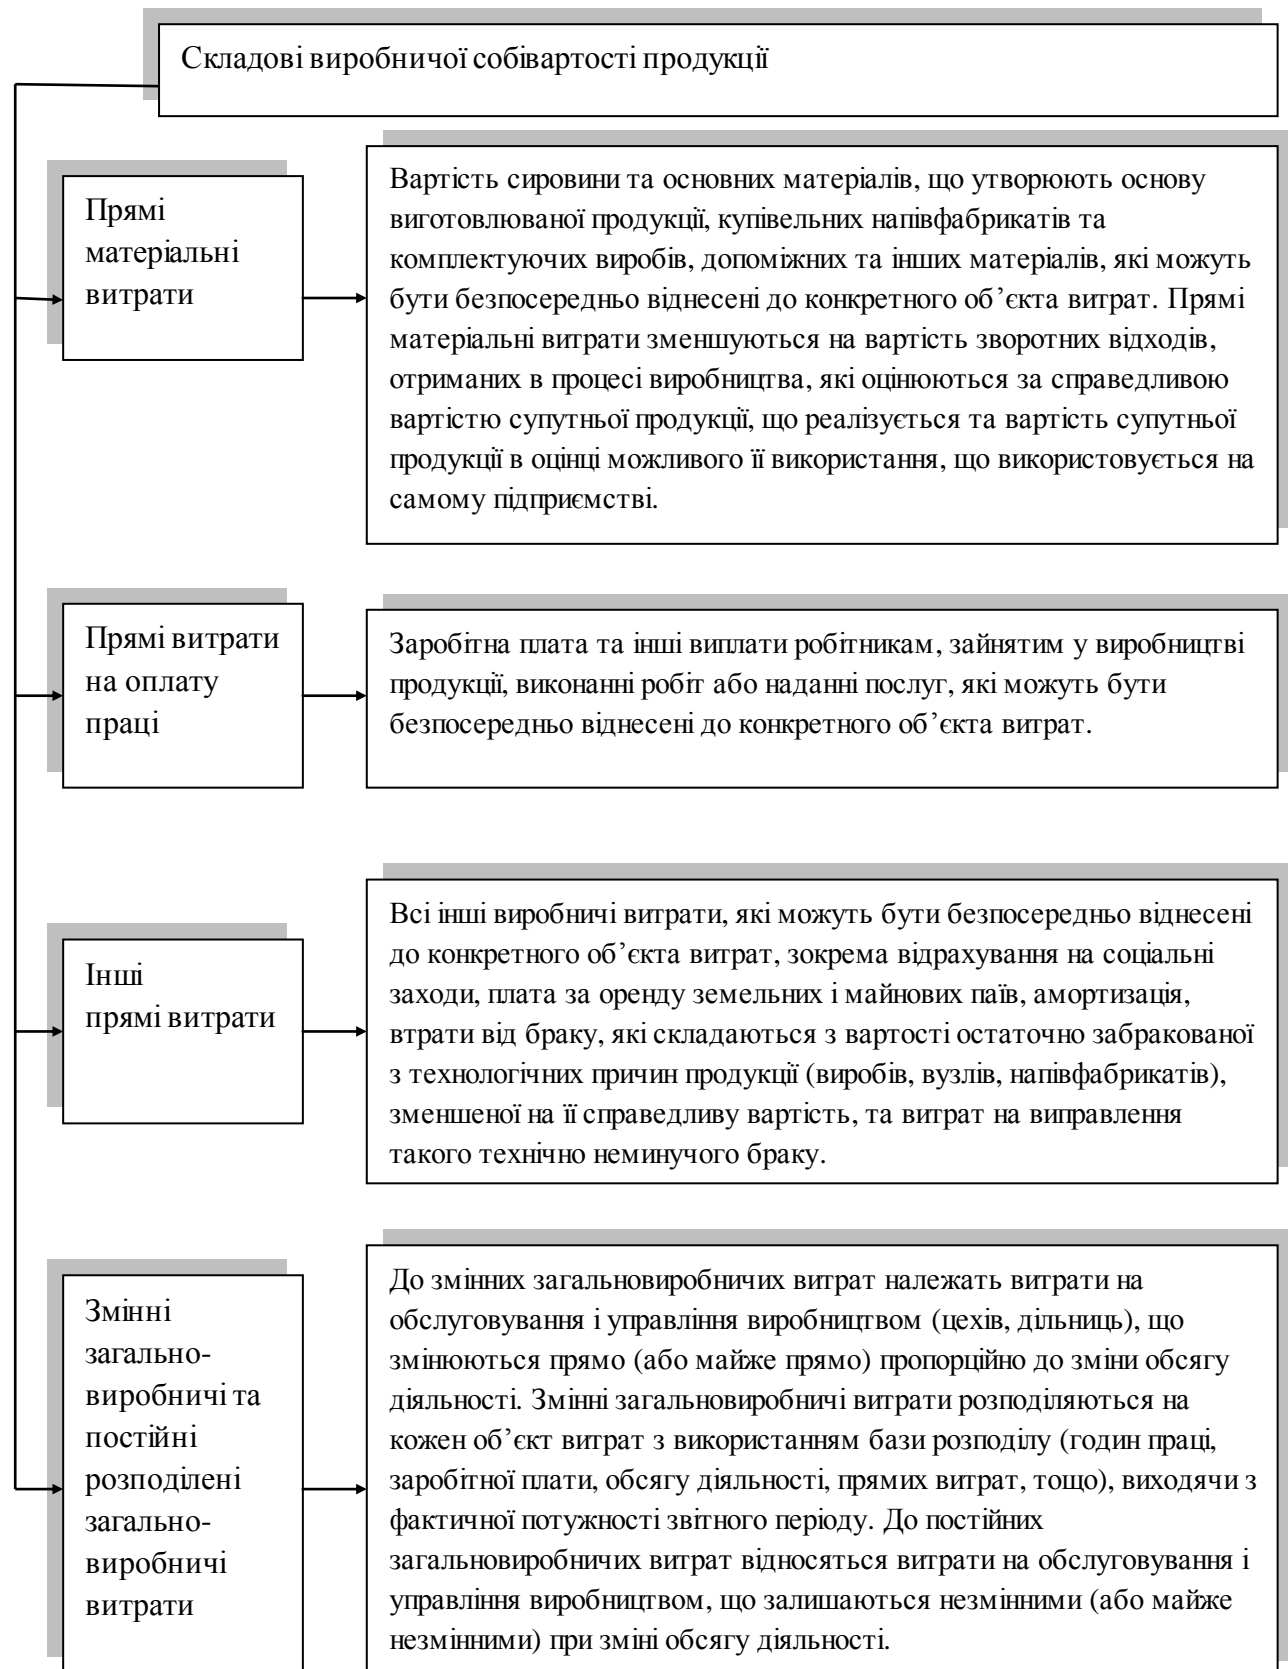 Складові виробничої собівартості продукції
Прямі
матеріальні
витрати
Вартість сировини та основних матеріалів, що утворюють основу
виготовлюваної продукції, купівельних напівфабрикатів та
комплектуючих виробів, допоміжних та інших матеріалів, які можуть
бути безпосередньо віднесені до конкретного об’єкта витрат. Прямі
матеріальні витрати зменшуються на вартість зворотних відходів,
отриманих в процесі виробництва, які оцінюються за справедливою
вартістю супутньої продукції, що реалізується та вартість супутньої
продукції в оцінці можливого її використання, що використовується на
самому підприємстві.
Прямі витрати
на оплату
праці
Заробітна плата та інші виплати робітникам, зайнятим у виробництві
продукції, виконанні робіт або наданні послуг, які можуть бути
безпосередньо віднесені до конкретного об’єкта витрат.
Інші
прямі витрати
Всі інші виробничі витрати, які можуть бути безпосередньо віднесені
до конкретного об’єкта витрат, зокрема відрахування на соціальні
заходи, плата за оренду земельних і майнових паїв, амортизація,
втрати від браку, які складаються з вартості остаточно забракованої
з технологічних причин продукції (виробів, вузлів, напівфабрикатів),
зменшеної на її справедливу вартість, та витрат на виправлення
такого технічно неминучого браку.
Змінні
загально-
виробничі та
постійні
розподілені
загально-
виробничі
витрати
До змінних загальновиробничих витрат належать витрати на
обслуговування і управління виробництвом (цехів, дільниць), що
змінюються прямо (або майже прямо) пропорційно до зміни обсягу
діяльності. Змінні загальновиробничі витрати розподіляються на
кожен об’єкт витрат з використанням бази розподілу (годин праці,
заробітної плати, обсягу діяльності, прямих витрат, тощо), виходячи з
фактичної потужності звітного періоду. До постійних
загальновиробничих витрат відносяться витрати на обслуговування і
управління виробництвом, що залишаються незмінними (або майже
незмінними) при зміні обсягу діяльності.